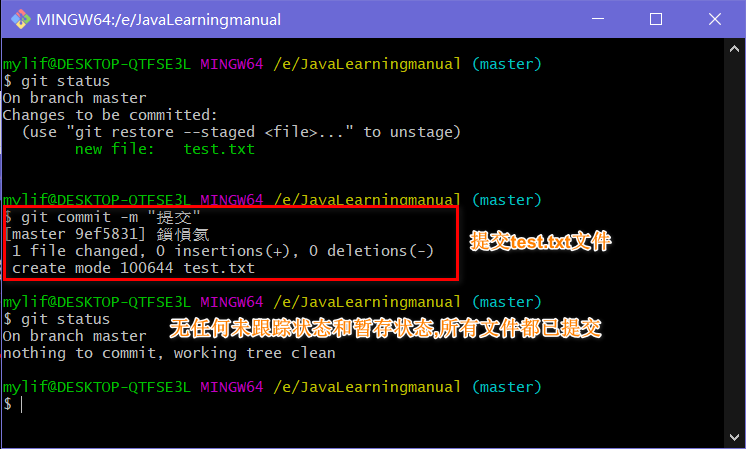 MINGW64:/e/JavaLearningmanual
mylif@DESKTOP-QTFSE3L MINGW64 /e/JavaLearningmanual (master)
$ git status
On branch master
Changes to be committed:
  (use "git restore --staged <file>..." to unstage)
        new file:   test.txt
mylif@DESKTOP-QTFSE3L MINGW64 /e/JavaLearningmanual (master)
$ git commit -m "提交"
[master 9ef5831] 鎻愪氦
 1 file changed, 0 insertions(+), 0 deletions(-)
 create mode 100644 test.txt
提交test.txt文件
mylif@DESKTOP-QTFSE3L MINGW64 /e/JavaLearningmanual (master)
$ git status
On branch master
无任何未跟踪状态和暂存状态,所有文件都已提交
nothing to commit, working tree clean
mylif@DESKTOP-QTFSE3L MINGW64 /e/JavaLearningmanual (master)
$